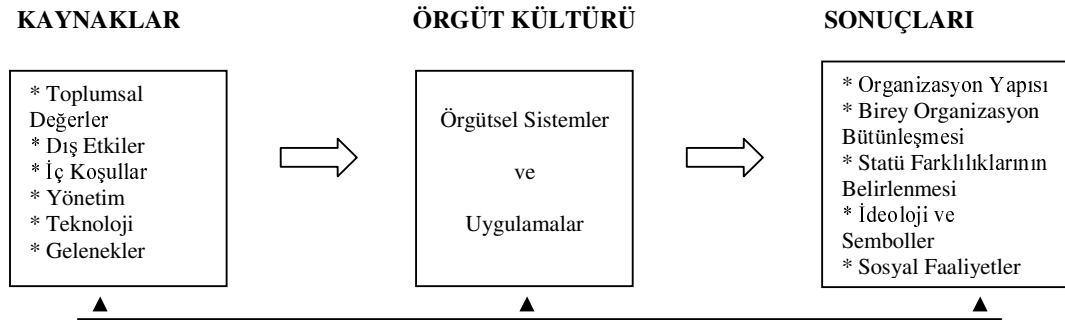 KAYNAKLAR
ÖRGÜT KÜLTÜRÜ
SONUÇLARI
* Toplumsal
Değerler
* Dış Etkiler
* İç Koşullar
* Yönetim
* Teknoloji
* Gelenekler
Örgütsel Sistemler
ve
Uygulamalar
* Organizasyon Yapısı
* Birey Organizasyon
Bütünleşmesi
* Statü Farklılıklarının
Belirlenmesi
* İdeoloji ve
Semboller
* Sosyal Faaliyetler